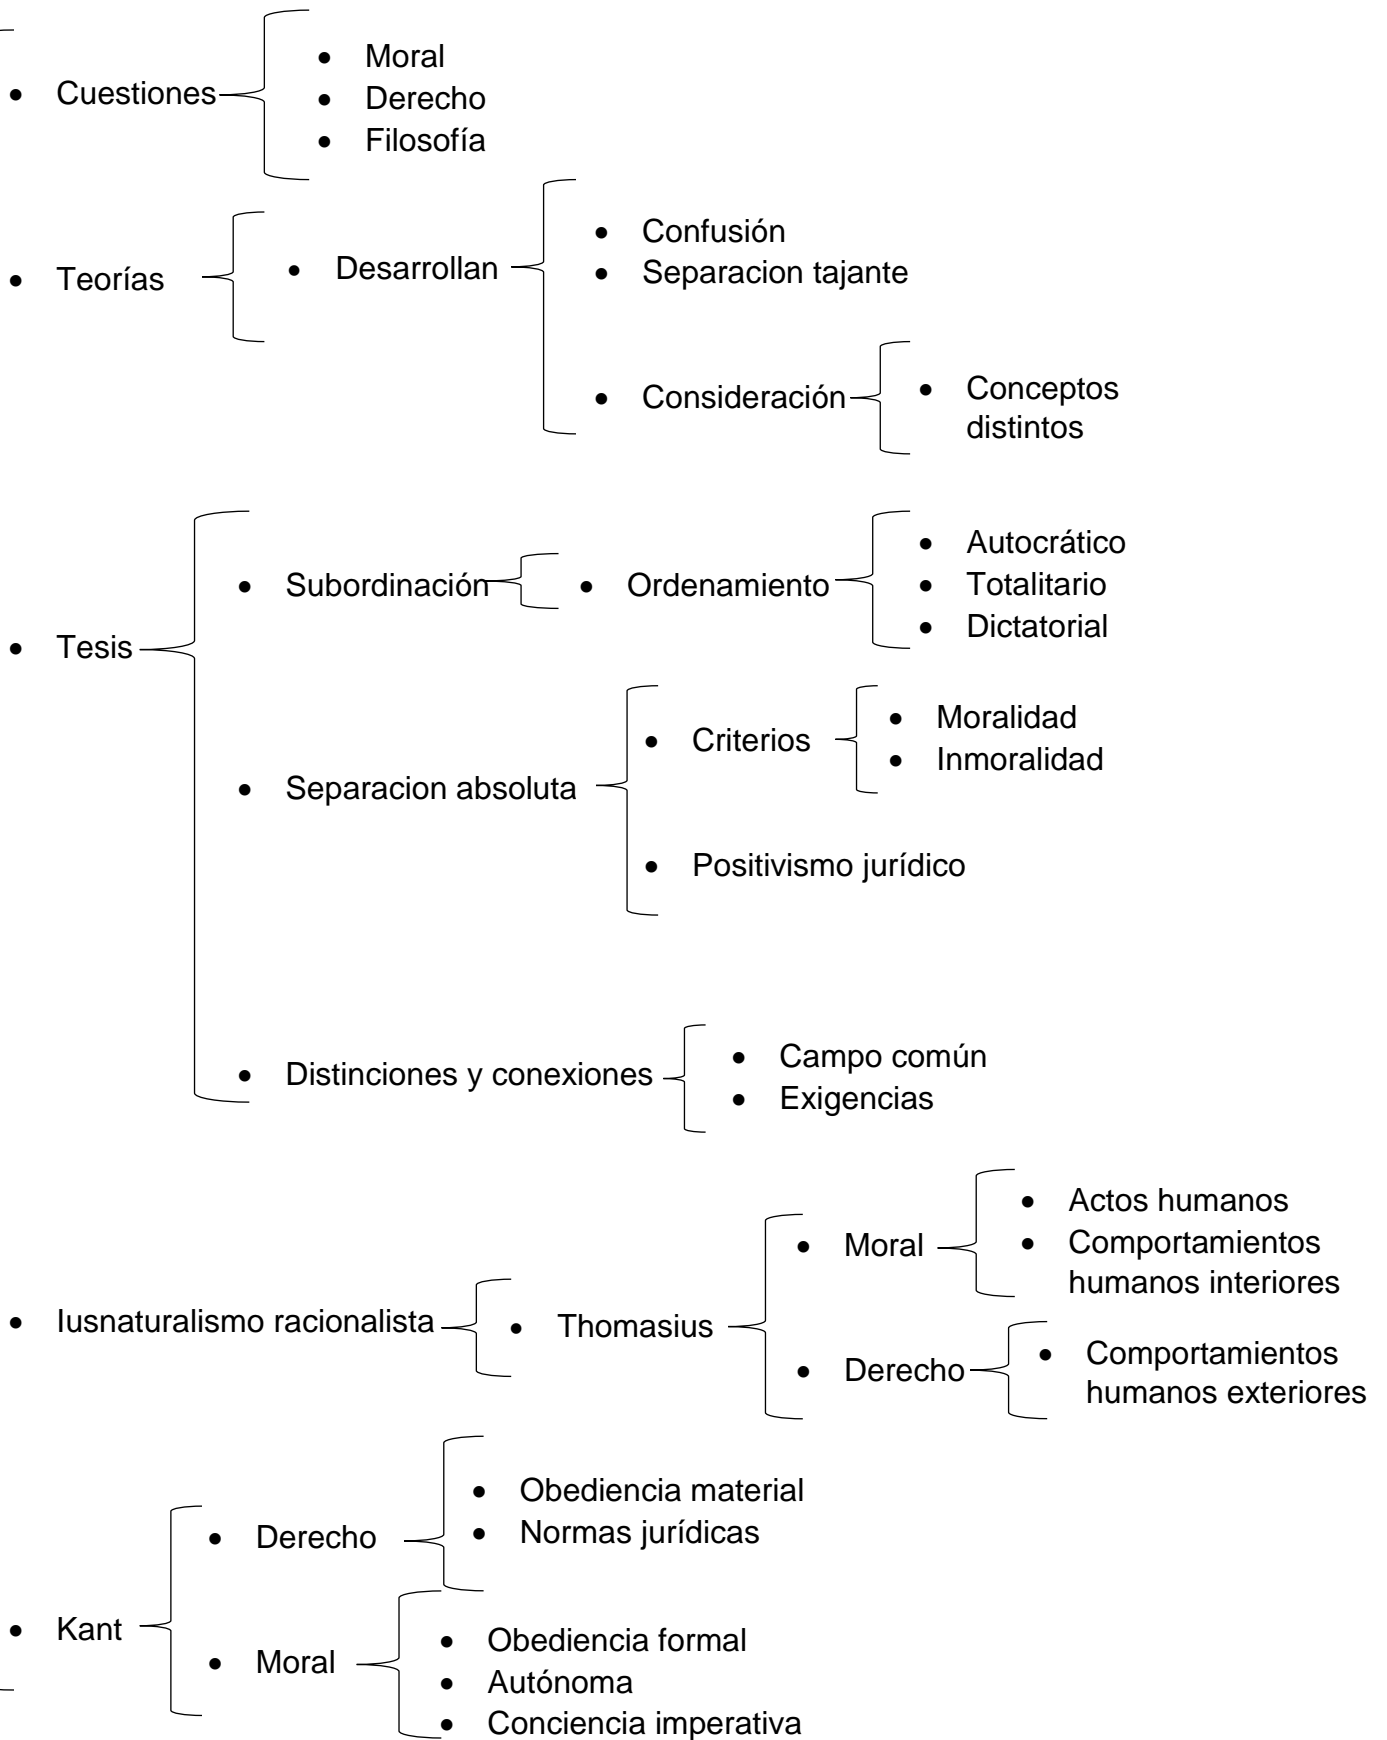 • Cuestiones
• Moral
• Derecho
• Filosofía
• Teorías
• Desarrollan
• Confusión
• Separacion tajante
• Consideración
• Conceptos
distintos
• Tesis
• Subordinación
• Ordenamiento
• Autocrático
• Totalitario
• Dictatorial
• Separacion absoluta
• Criterios
• Moralidad
• Inmoralidad
• Positivismo jurídico
• Distinciones y conexiones
• Campo común
• Exigencias
• Iusnaturalismo racionalista
• Thomasius
• Moral
• Actos humanos
• Comportamientos
humanos interiores
• Derecho
• Comportamientos
humanos exteriores
• Kant
• Derecho
• Obediencia material
• Normas jurídicas
• Moral
• Obediencia formal
• Autónoma
• Conciencia imperativa